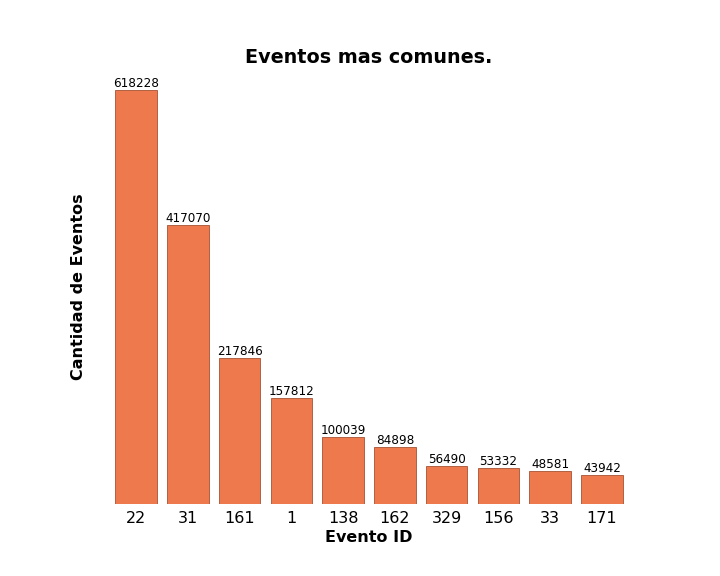 Eventos mas comunes.
618228
417070
217846
157812
100039
84898
56490
53332
48581
43942
Cantidad de Eventos
22 31 161 1 138 162 329 156 33 171
Evento ID